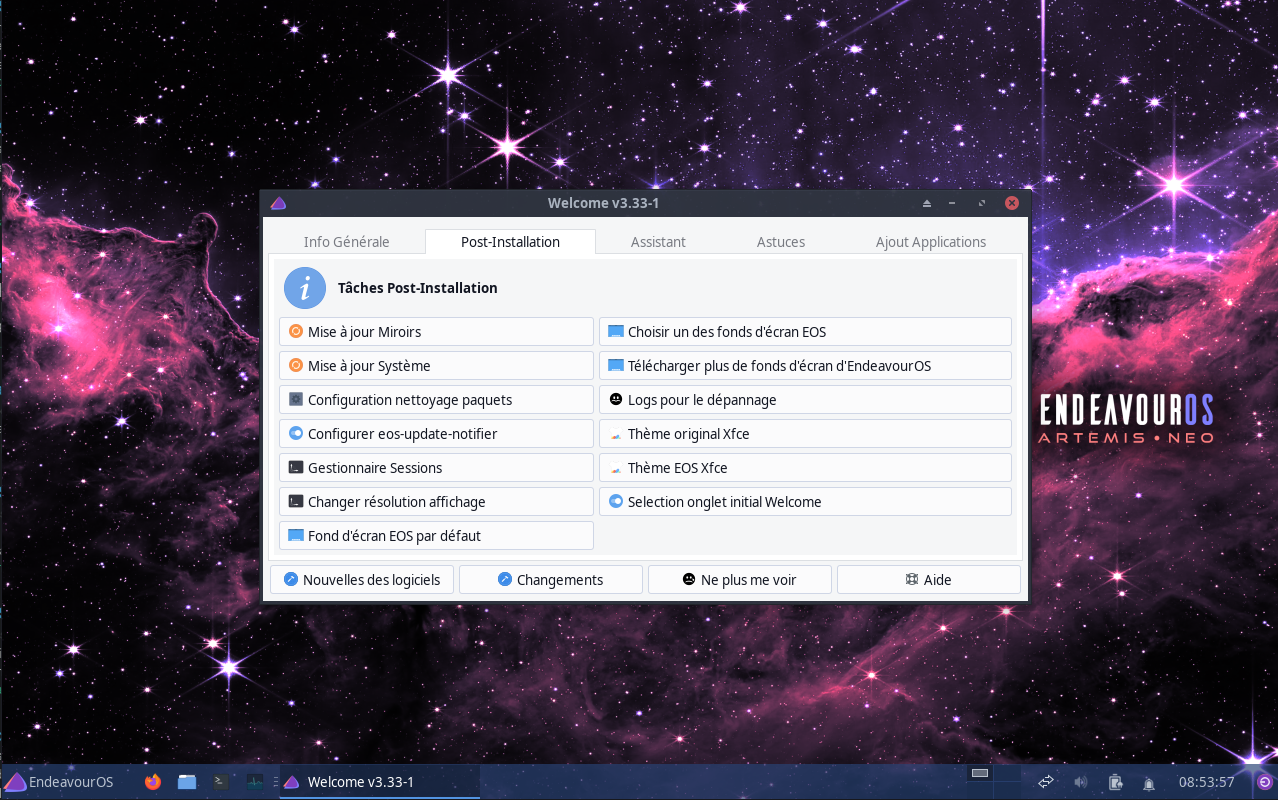 Welcome v3.33-1
Info Générale
Post-Installation
Assistant
Astuces
Ajout Applications
Tâches Post-Installation
Mise à jour Miroirs
Choisir un des fonds d'écran EOS
Mise à jour Système
Télécharger plus de fonds d'écran d'EndeavourOS
Configuration nettoyage paquets
Logs pour le dépannage
Configurer eos-update-notifier
Thème original Xfce
Gestionnaire Sessions
Thème EOS Xfce
Changer résolution affichage
Selection onglet initial Welcome
Fond d'écran EOS par défaut
Nouvelles des logiciels
Changements
Ne plus me voir
Aide
ENDEAVOUROS
ARTEMIS • NEO
EndeavourOS
Welcome v3.33-1
08:53:57